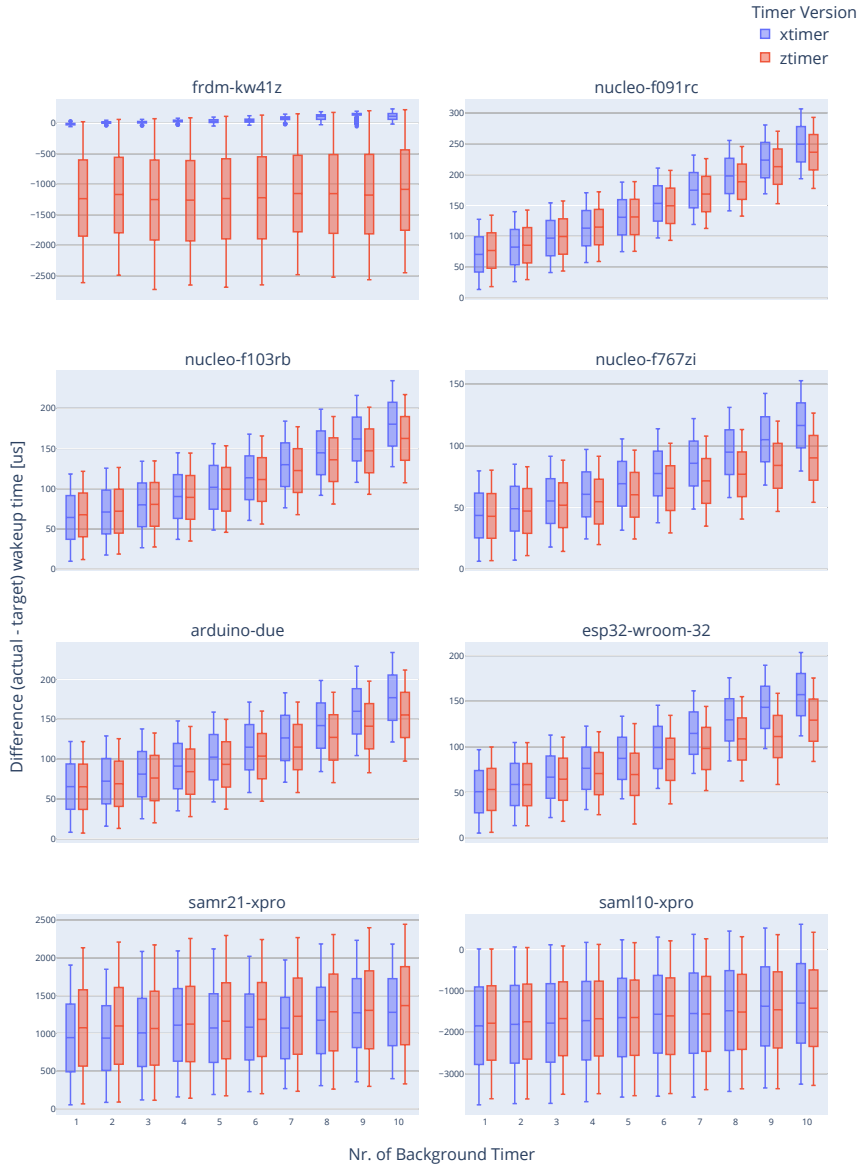 Timer Version
xtimer
ztimer
frdm-kw41z
nucleo-f091rc
0
−500
−1000
−1500
−2000
−2500
300
250
200
150
100
50
0
nucleo-f103rb
nucleo-f767zi
200
150
100
50
0
150
100
50
0
Difference (actual - target) wakeup time [us]
arduino-due
esp32-wroom-32
200
150
100
50
0
200
150
100
50
0
samr21-xpro
saml10-xpro
2500
2000
1500
1000
500
0
0
−1000
−2000
−3000
1 2 3 4 5 6 7 8 9 10
1 2 3 4 5 6 7 8 9 10
Nr. of Background Timer